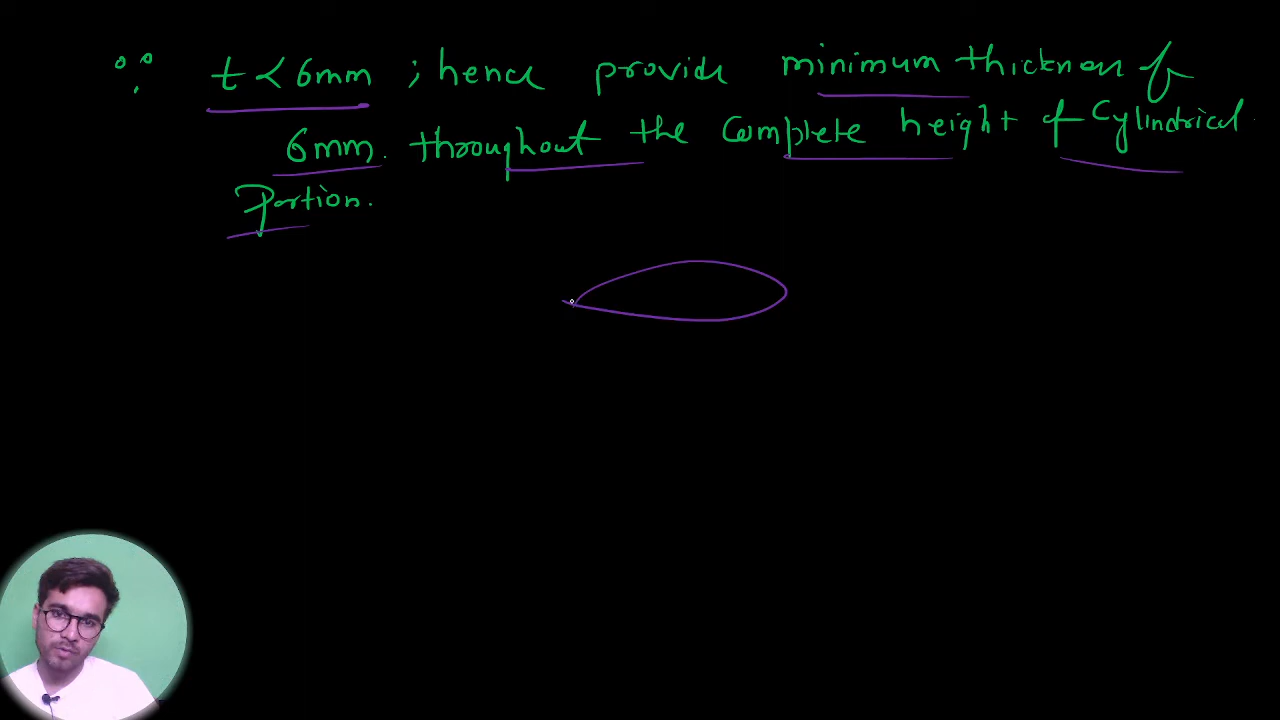 ∵ t < 6mm ; hence provide minimum thickness of
6mm. throughout the complete height of Cylindrical
portion.